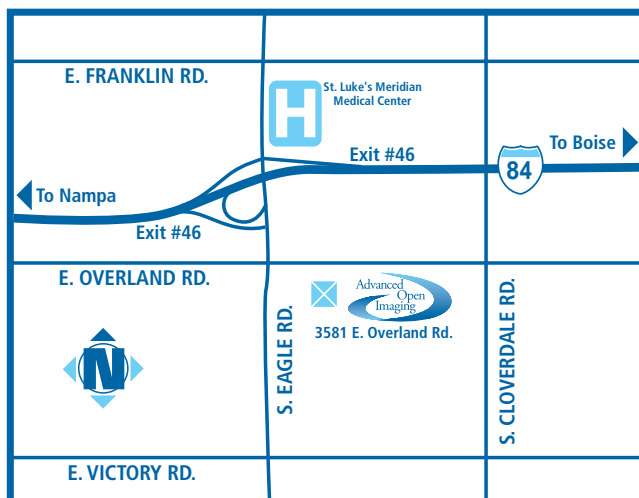 E. FRANKLIN RD.
H
St. Luke's Meridian
Medical Center
Exit #46
To Boise
84
To Nampa
Exit #46
E. OVERLAND RD.
Advanced
Open
Imaging
3581 E. Overland Rd.
S. EAGLE RD.
S. CLOVERDALE RD.
N
E. VICTORY RD.